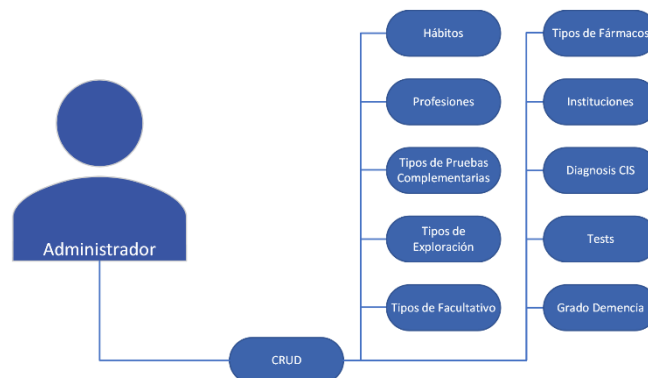 Hábitos
Profesiones
Tipos de Pruebas
Complementarias
Tipos de
Exploración
Tipos de Facultativo
Tipos de Fármacos
Instituciones
Diagnosis CIS
Tests
Grado Demencia
Administrador
CRUD